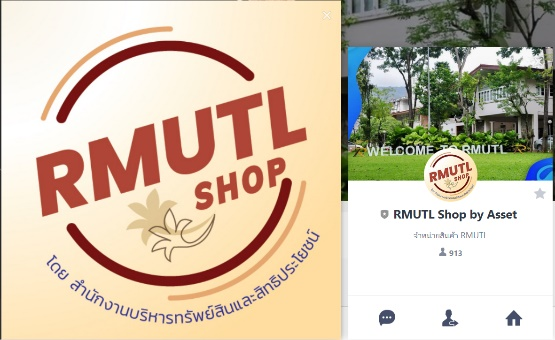 RMUTL
SHOP
โดย สำนักงานบริหารทรัพย์สินและสิทธิประโยชน์
WELCOME TO RMUTL
RMUTL
SHOP
RMUTL Shop by Asset
จำหน่ายสินค้า RMUTL
913